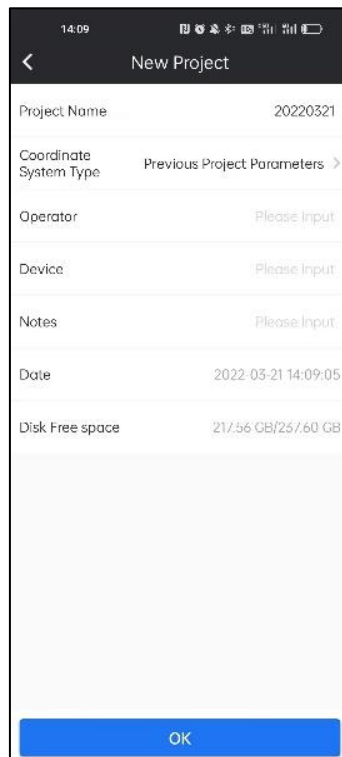 14:09
New Project
Project Name 20220321
Coordinate
System Type Previous Project Parameters
Operator Please Input
Device Please Input
Notes Please Input
Date 2022-03-21 14:09:05
Disk Free space 217.56 GB/237.60 GB
OK